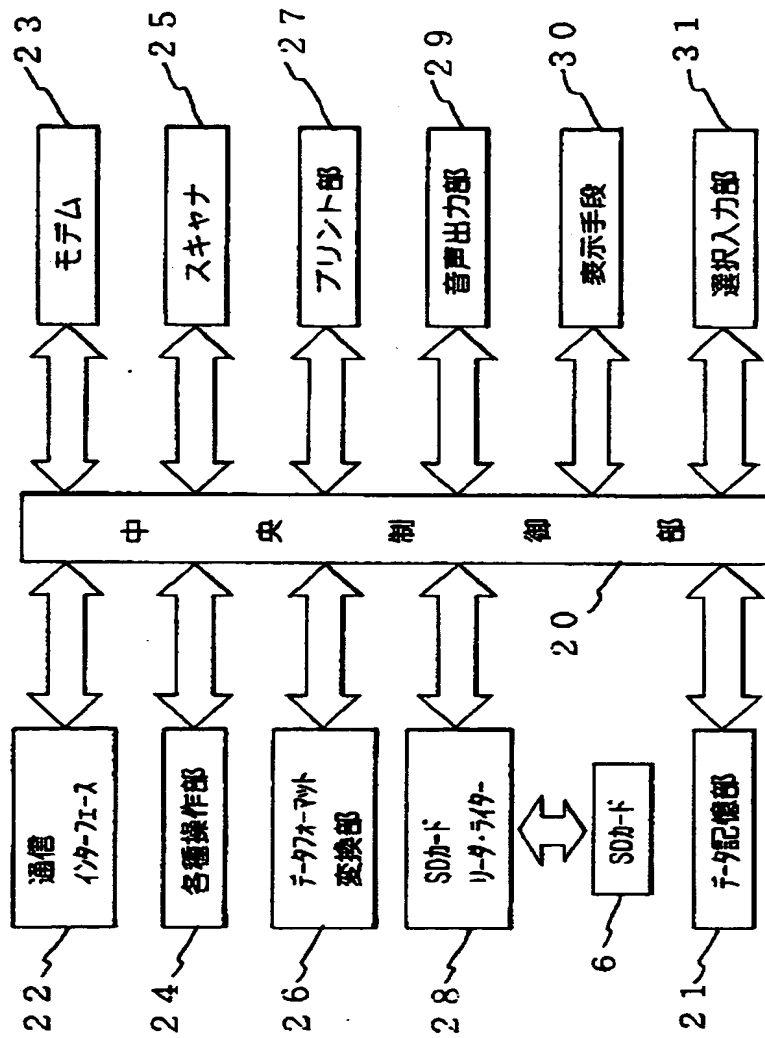 22
通信
インターフェース
24
各種操作部
26
データフォーマット
変換部
28
SDカード
リーダ・ライター
6
SDカード
21
データ記憶部
中央制御部
20
モデム
23
スキャナ
25
プリント部
27
音声出力部
29
表示手段
30
選択入力部
31